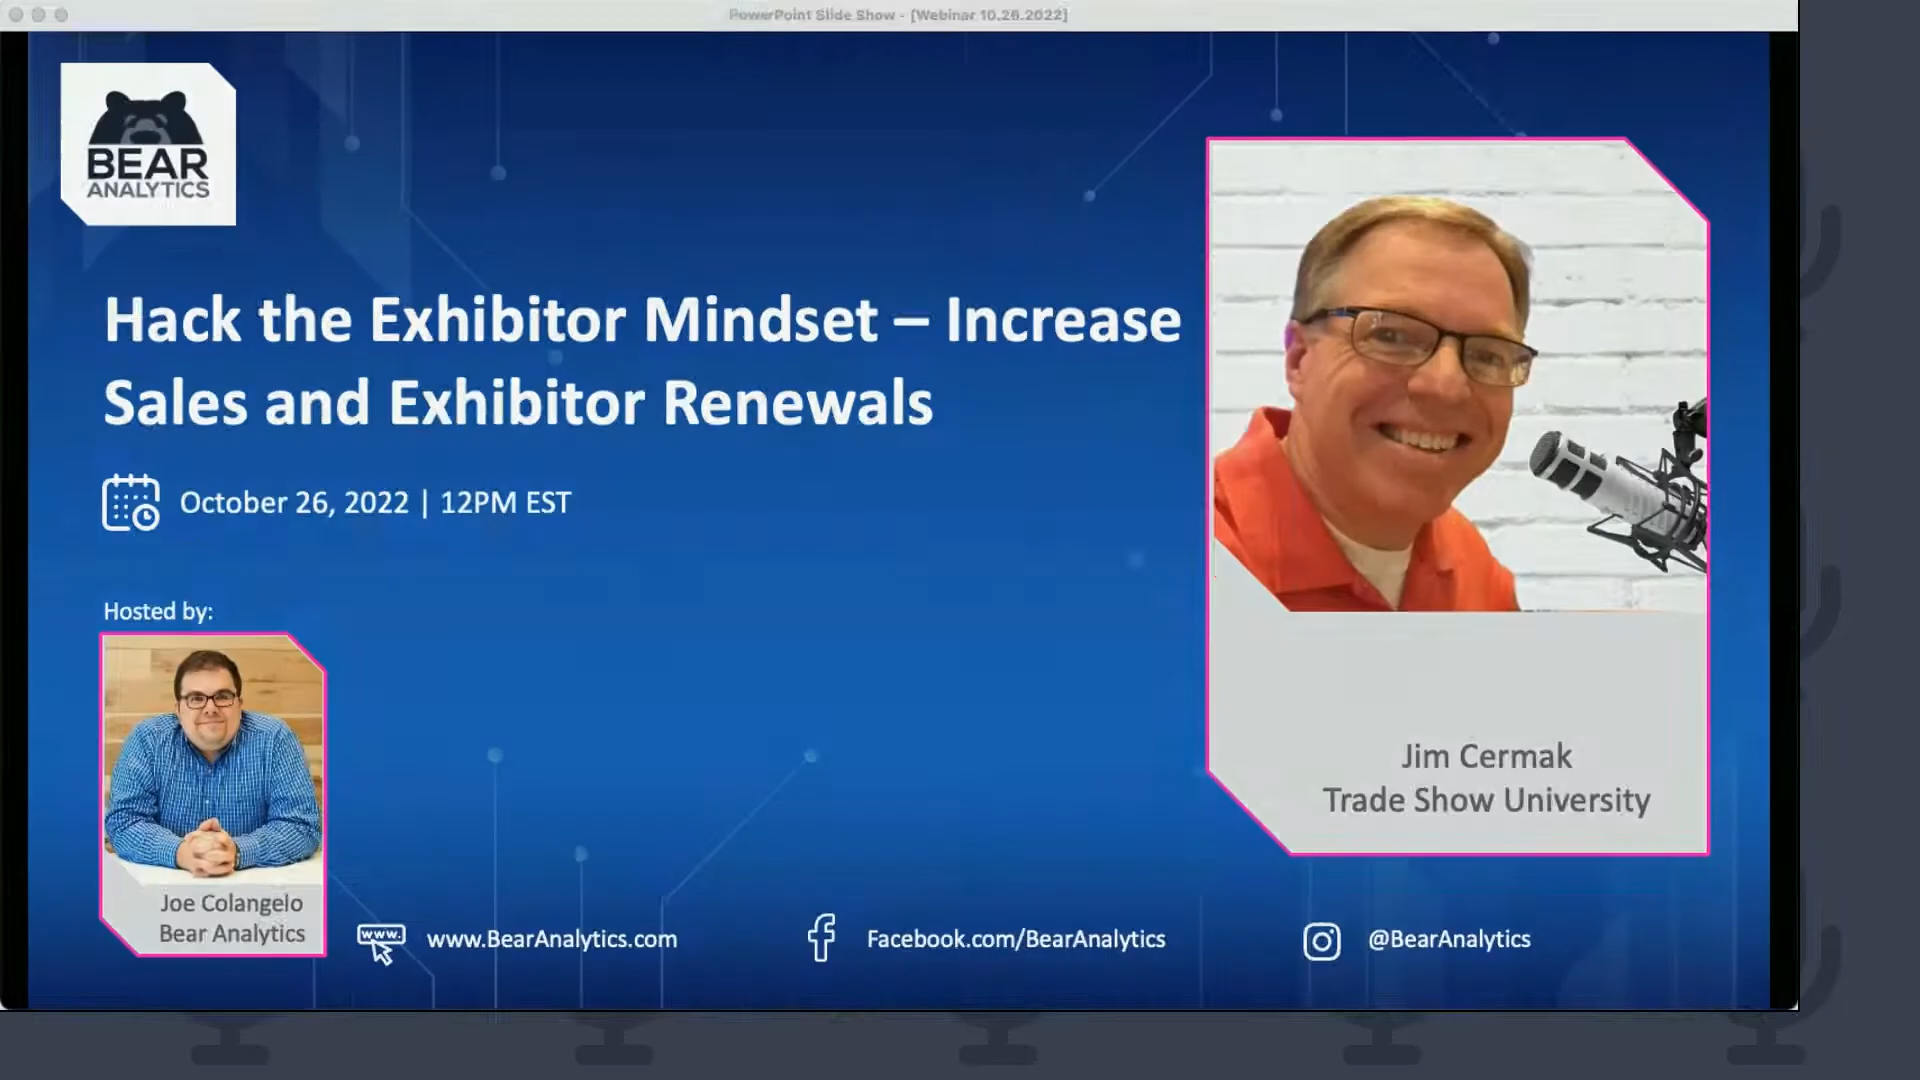 PowerPoint Slide Show - [Webinar 10.26.2022]
BEAR
ANALYTICS
Hack the Exhibitor Mindset – Increase
Sales and Exhibitor Renewals
October 26, 2022 | 12PM EST
Hosted by:
Jim Cermak
Trade Show University
Joe Colangelo
Bear Analytics
www.
www.BearAnalytics.com
Facebook.com/BearAnalytics
@BearAnalytics